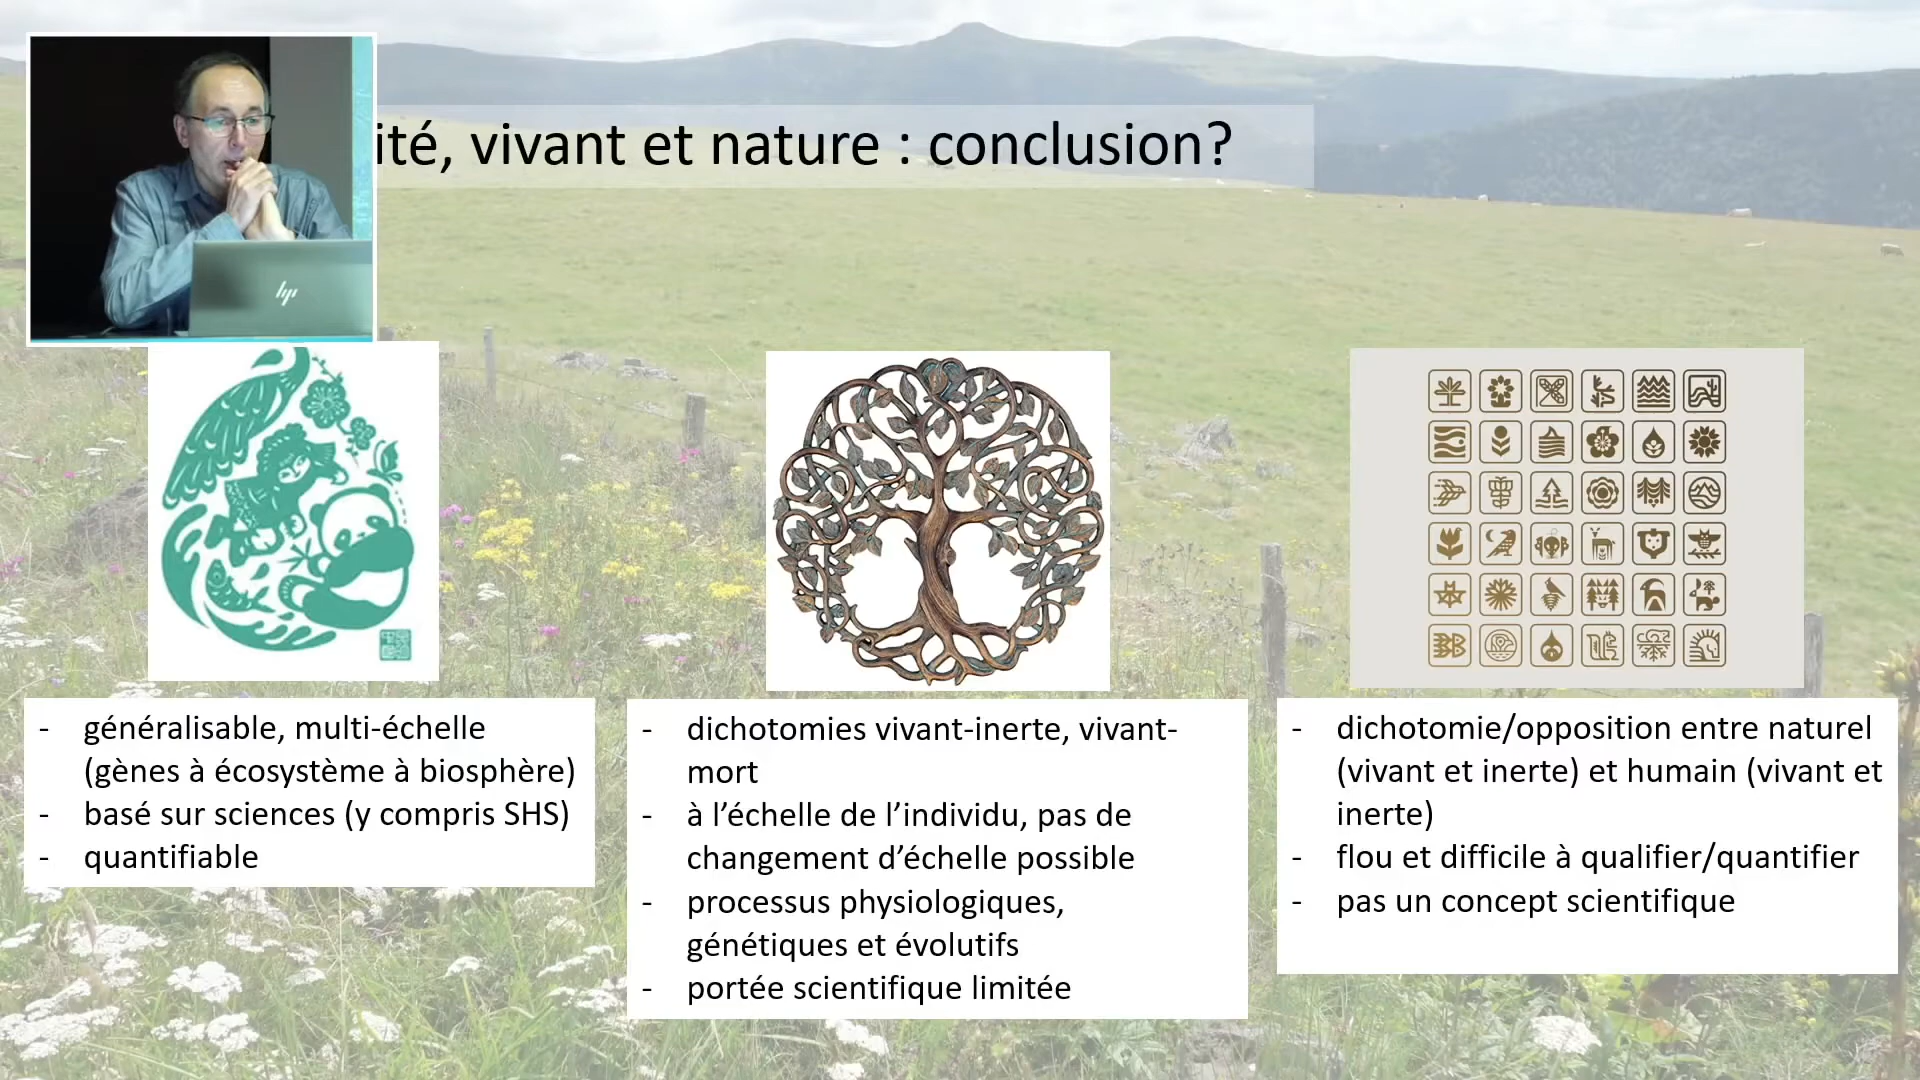 ité, vivant et nature : conclusion?
hp
- généralisable, multi-échelle
(gènes à écosystème à biosphère)
- basé sur sciences (y compris SHS)
- quantifiable
- dichotomies vivant-inerte, vivant-
mort
- à l’échelle de l’individu, pas de
changement d’échelle possible
- processus physiologiques,
génétiques et évolutifs
- portée scientifique limitée
- dichotomie/opposition entre naturel
(vivant et inerte) et humain (vivant et
inerte)
- flou et difficile à qualifier/quantifier
- pas un concept scientifique